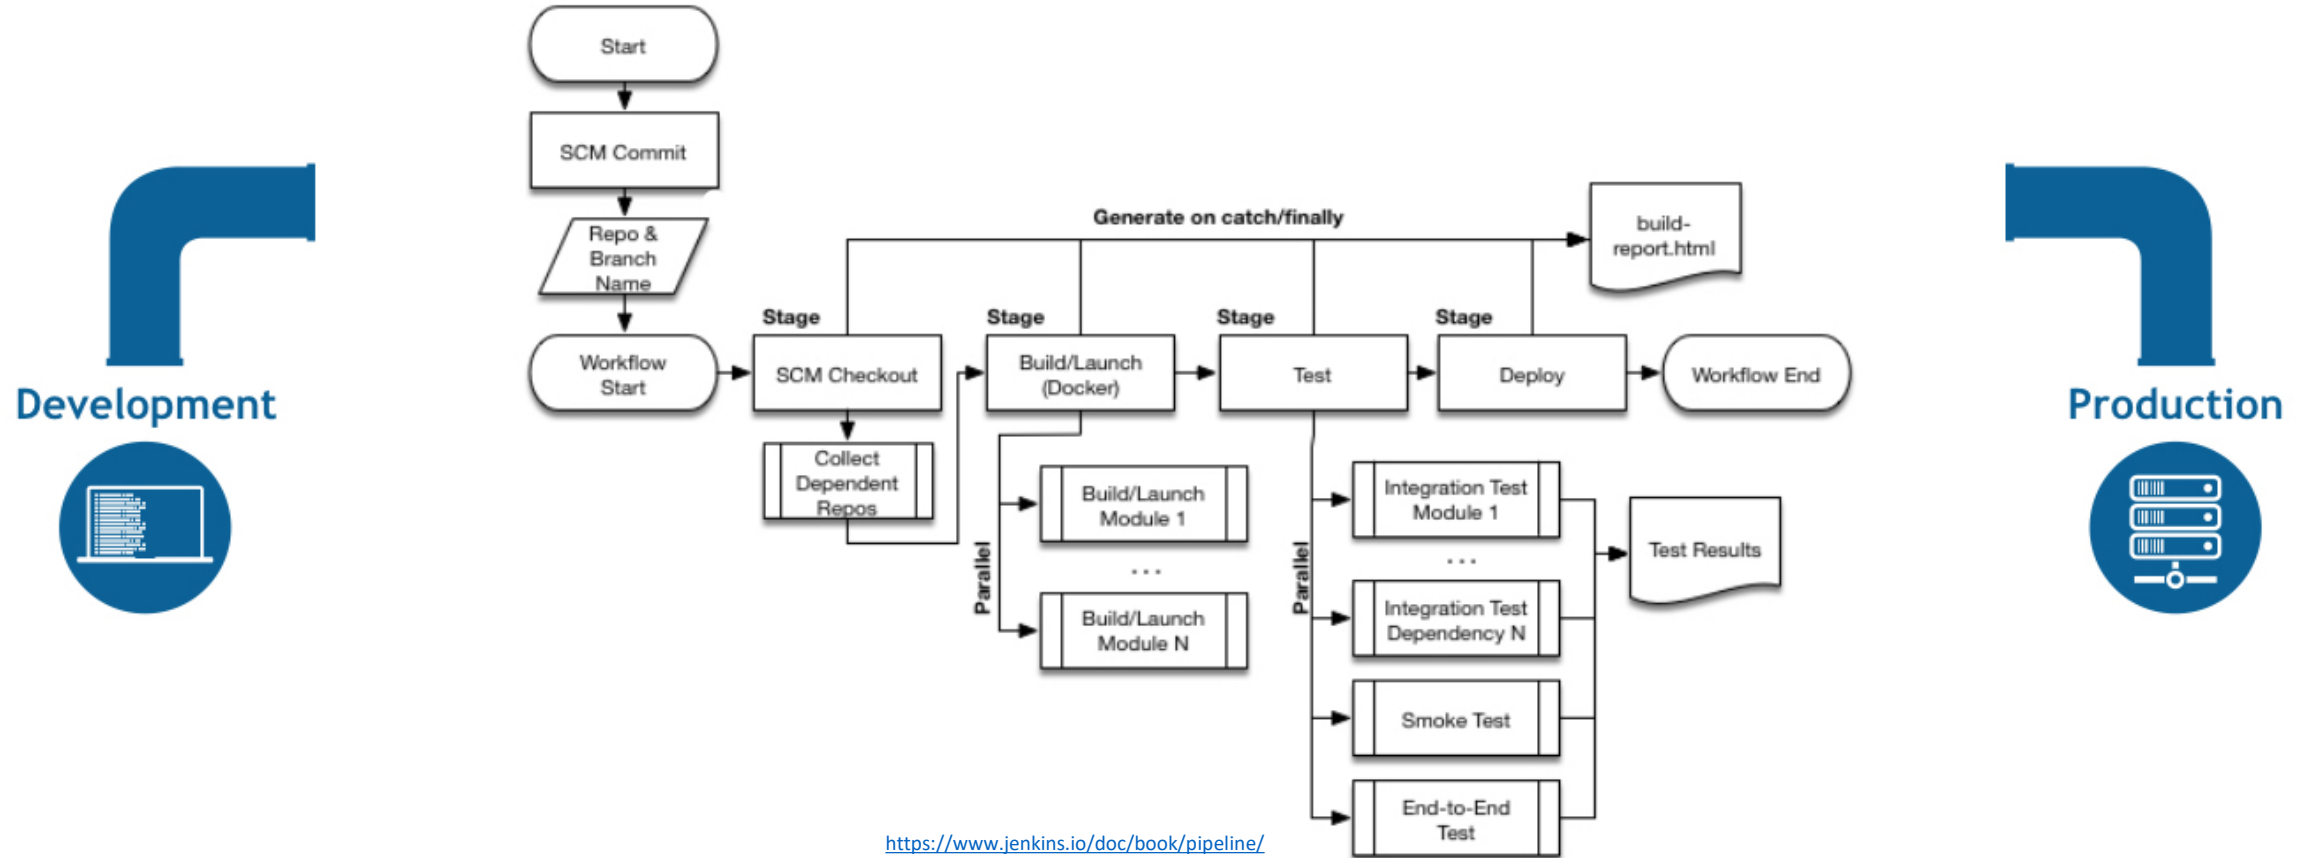 Start
SCM Commit
Repo &
Branch
Name
Generate on catch/finally
build-
report.html
Stage
Stage
Stage
Stage
Workflow
Start
SCM Checkout
Build/Launch
(Docker)
Test
Deploy
Workflow End
Development
Production
Collect
Dependent
Repos
Parallel
Build/Launch
Module 1
...
Build/Launch
Module N
Parallel
Integration Test
Module 1
...
Integration Test
Dependency N
Smoke Test
End-to-End
Test
Test Results
https://www.jenkins.io/doc/book/pipeline/